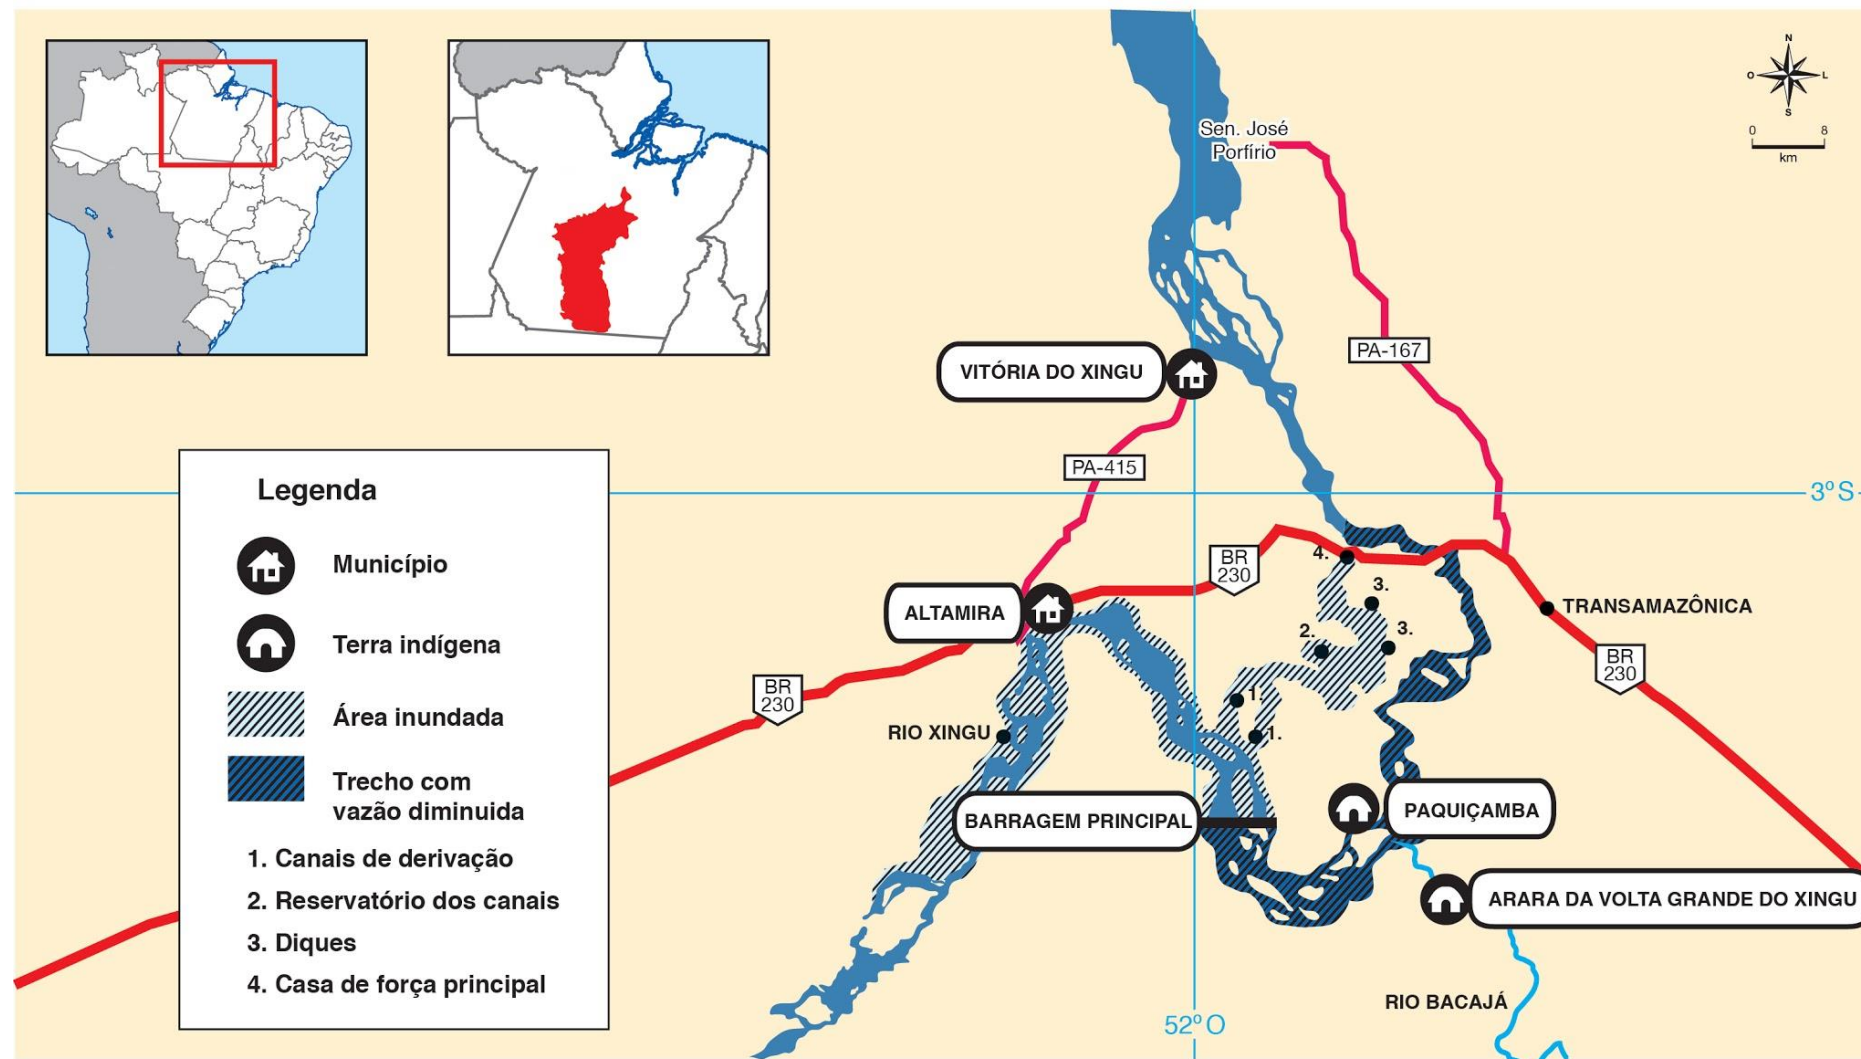 N
O
L
S
0
8
km
Sen. José
Porfírio
PA-167
VITÓRIA DO XINGU
PA-415
3º S
Legenda
Município
Terra indígena
Área inundada
Trecho com
vazão diminuida
1. Canais de derivação
2. Reservatório dos canais
3. Diques
4. Casa de força principal
BR
230
4.
3.
ALTAMIRA
TRANSAMAZÔNICA
2.
3.
BR
230
BR
230
1.
RIO XINGU
1.
BARRAGEM PRINCIPAL
PAQUIÇAMBA
ARARA DA VOLTA GRANDE DO XINGU
RIO BACAJÁ
52º O